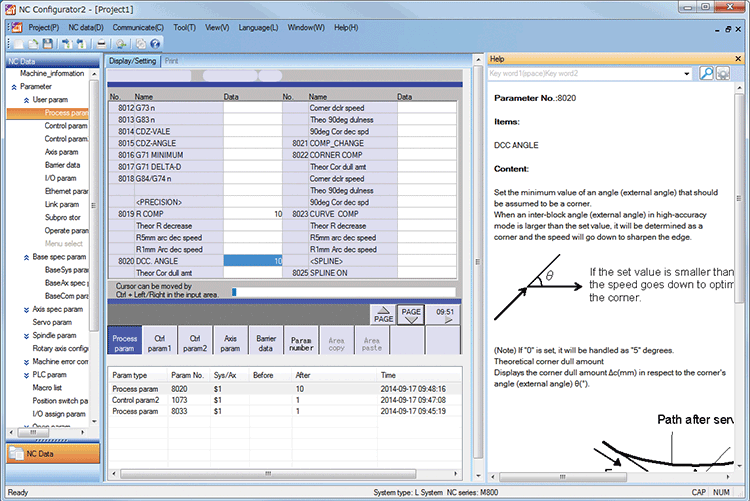 NC Configurator2 - [Project1]
Project(P) NC data(D) Communicate(C) Tool(T) View(V) Language(L) Window(W) Help(H)
NC Data
Machine_information
Parameter
User param
Process param
Control param
Control param.
Axis param
Barrier data
I/O param
Ethernet param
Link param
Subpro stor
Operate param
Menu select
Base spec param
BaseSys param
BaseAx spec p
BaseCom param
Axis spec param
Servo param
Spindle param
Rotary axis config
Machine error com
PLC param
Macro list
Position switch pa
I/O assign param
Open param
NC Data
Display/Setting Print
No. Name Data No. Name Data
8012 G73 n Corner dclr speed
8013 G83 n Theo 90deg dulness
8014 CDZ-VALE 90deg Cor dec spd
8015 CDZ-ANGLE 8021 COMP_CHANGE
8016 G71 MINIMUM 8022 CORNER COMP
8017 G71 DELTA-D Theor Cor dull amt
8018 G84/G74 n Corner dclr speed
Theo 90deg dulness
<PRECISION> 90deg Cor dec spd
8019 R COMP 10 8023 CURVE COMP
Theor R decrease Theor R decrease
R5mm arc dec speed R5mm arc dec speed
R1mm Arc dec speed R1mm Arc dec speed
8020 DCC. ANGLE 10 <SPLINE>
Theor Cor dull amt 8025 SPLINE ON
Cursor can be moved by
Ctrl + Left/Right in the input area.
PAGE PAGE 09:51
Process param Ctrl param1 Ctrl param2 Axis param Barrier data Param number Area copy Area paste
Param type Param No. Sys/Ax Before After Time
Process param 8020 $1 10 2014-09-17 09:48:16
Control param2 1073 $1 1 2014-09-17 09:47:08
Process param 8033 $1 1 2014-09-17 09:45:19
Help
Key word1(space)Key word2
Parameter No.:8020
Items:
DCC ANGLE
Content:
Set the minimum value of an angle (external angle) that should
be assumed to be a corner.
When an inter-block angle (external angle) in high-accuracy
mode is larger than the set value, it will be determined as a
corner and the speed will go down to sharpen the edge.
θ
If the set value is smaller than
the speed goes down to optim
the corner.
(Note) If "0" is set, it will be handled as "5" degrees.
Theoretical corner dull amount
Displays the corner dull amount Δc(mm) in respect to the corner's
angle (external angle) θ(°).
Path after serv
Ready System type: L System NC series: M800 CAP NUM